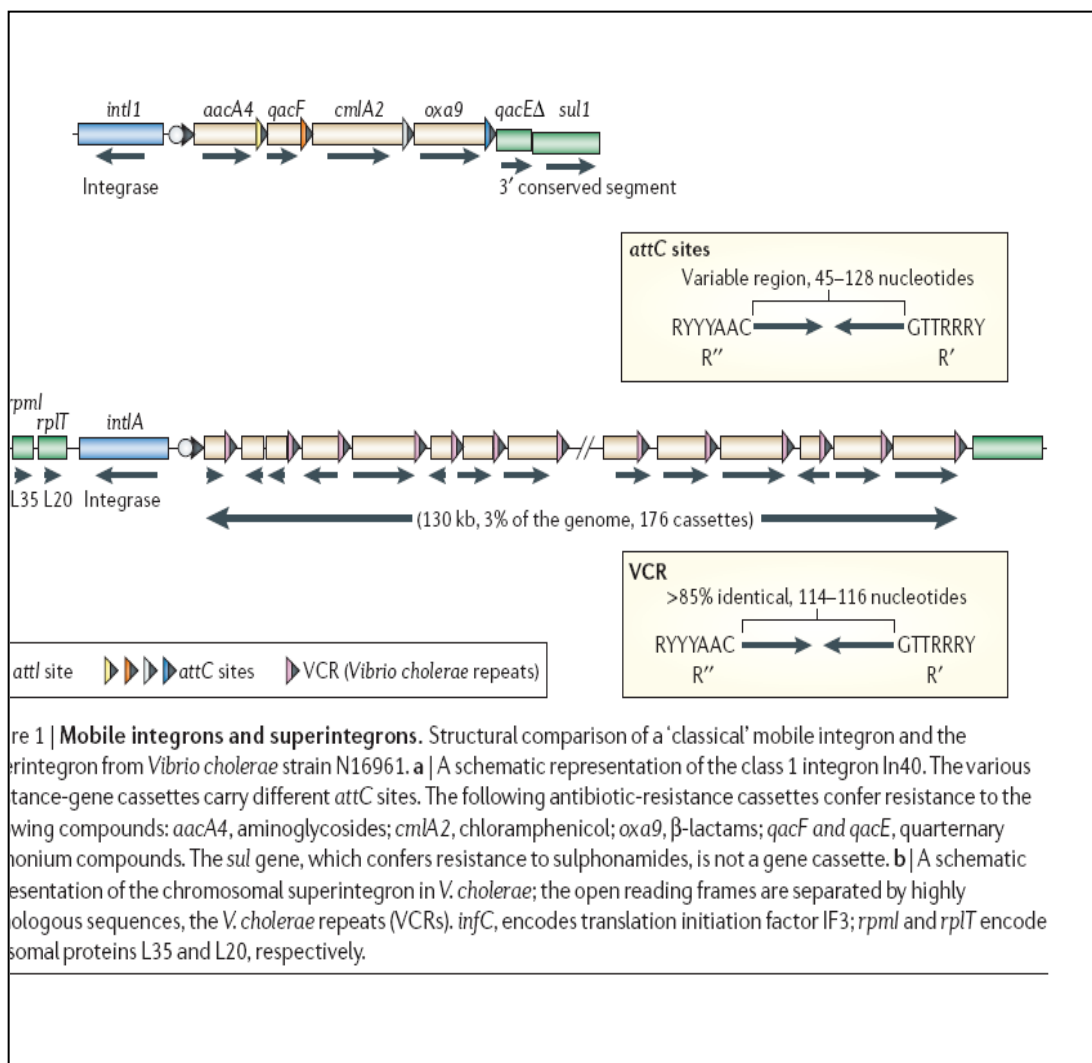 intI1 aacA4 qacF cmlA2 oxa9 qacEΔ sul1
Integrase 3′ conserved segment
attC sites
Variable region, 45–128 nucleotides
RYYYAAC GTTRRRY
R″ R′
rpmI
rplT intIA
L35 L20 Integrase
(130 kb, 3% of the genome, 176 cassettes)
VCR
>85% identical, 114–116 nucleotides
RYYYAAC GTTRRRY
R″ R′
attI site attC sites VCR (Vibrio cholerae repeats)
re 1 | Mobile integrons and superintegrons. Structural comparison of a ‘classical’ mobile integron and the
erintegron from Vibrio cholerae strain N16961. a | A schematic representation of the class 1 integron In40. The various
stance-gene cassettes carry different attC sites. The following antibiotic-resistance cassettes confer resistance to the
wing compounds: aacA4, aminoglycosides; cmlA2, chloramphenicol; oxa9, β-lactams; qacF and qacE, quarternary
onium compounds. The sul gene, which confers resistance to sulphonamides, is not a gene cassette. b | A schematic
esentation of the chromosomal superintegron in V. cholerae; the open reading frames are separated by highly
ologous sequences, the V. cholerae repeats (VCRs). infC, encodes translation initiation factor IF3; rpmI and rplT encode
somal proteins L35 and L20, respectively.